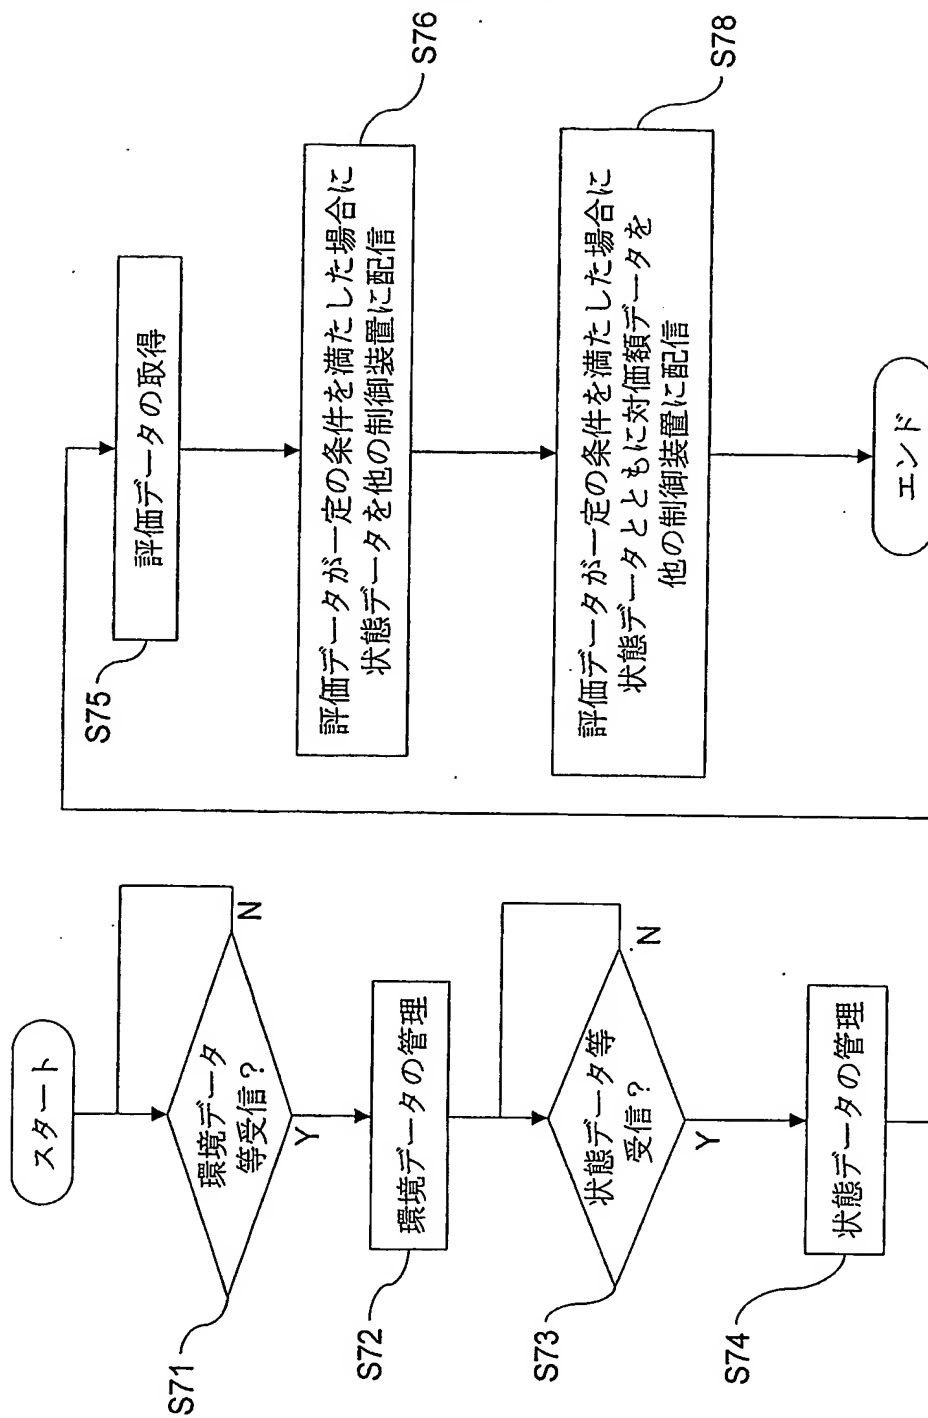 スタート
環境データ
等受信？
N
Y
S71
環境データの管理
S72
状態データ等
受信？
N
Y
S73
状態データの管理
S74
評価データの取得
S75
評価データが一定の条件を満たした場合に
状態データを他の制御装置に配信
S76
評価データが一定の条件を満たした場合に
状態データとともに対価額データを
他の制御装置に配信
S78
エンド